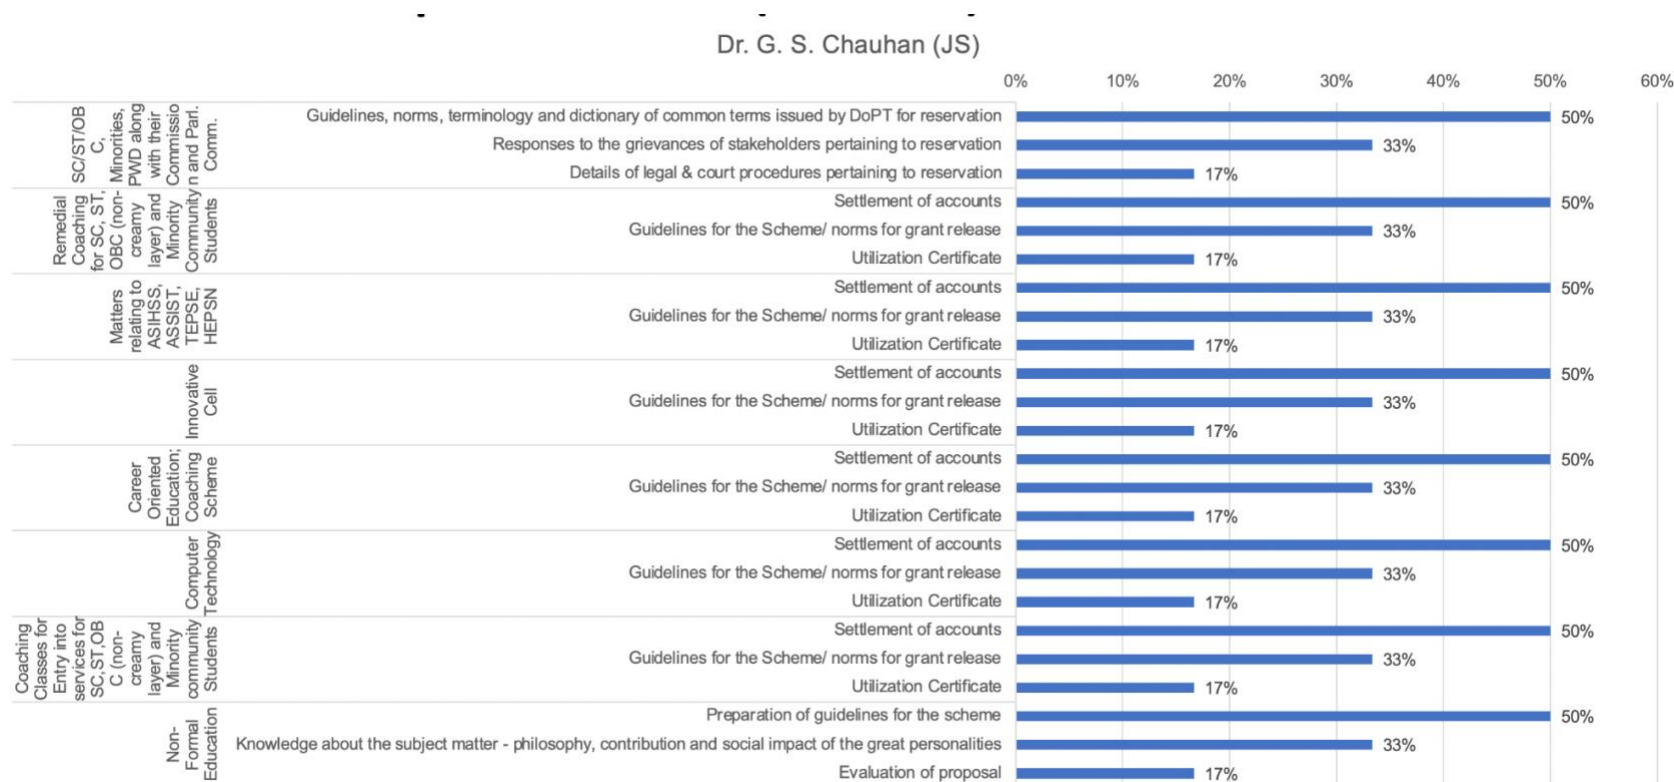 Dr. G. S. Chauhan (JS)
0% 10% 20% 30% 40% 50% 60%
SC/ST/OB
C,
Minorities,
PWD along
with their
Commissio
n and Parl.
Comm.
Guidelines, norms, terminology and dictionary of common terms issued by DoPT for reservation 50%
Responses to the grievances of stakeholders pertaining to reservation 33%
Details of legal & court procedures pertaining to reservation 17%
Remedial
Coaching
for SC, ST,
OBC (non-
creamy
layer) and
Minority
Community
Students
Settlement of accounts 50%
Guidelines for the Scheme/ norms for grant release 33%
Utilization Certificate 17%
Matters
relating to
ASIHSS,
ASSIST,
TEPSE,
HEPSN
Settlement of accounts 50%
Guidelines for the Scheme/ norms for grant release 33%
Utilization Certificate 17%
Innovative
Cell
Settlement of accounts 50%
Guidelines for the Scheme/ norms for grant release 33%
Utilization Certificate 17%
Career
Oriented
Education;
Coaching
Scheme
Settlement of accounts 50%
Guidelines for the Scheme/ norms for grant release 33%
Utilization Certificate 17%
Computer
Technology
Settlement of accounts 50%
Guidelines for the Scheme/ norms for grant release 33%
Utilization Certificate 17%
Coaching
Classes for
Entry into
services for
SC,ST,OB
C (non-
creamy
layer) and
Minority
community
Students
Settlement of accounts 50%
Guidelines for the Scheme/ norms for grant release 33%
Utilization Certificate 17%
Non-
Formal
Education
Preparation of guidelines for the scheme 50%
Knowledge about the subject matter - philosophy, contribution and social impact of the great personalities 33%
Evaluation of proposal 17%